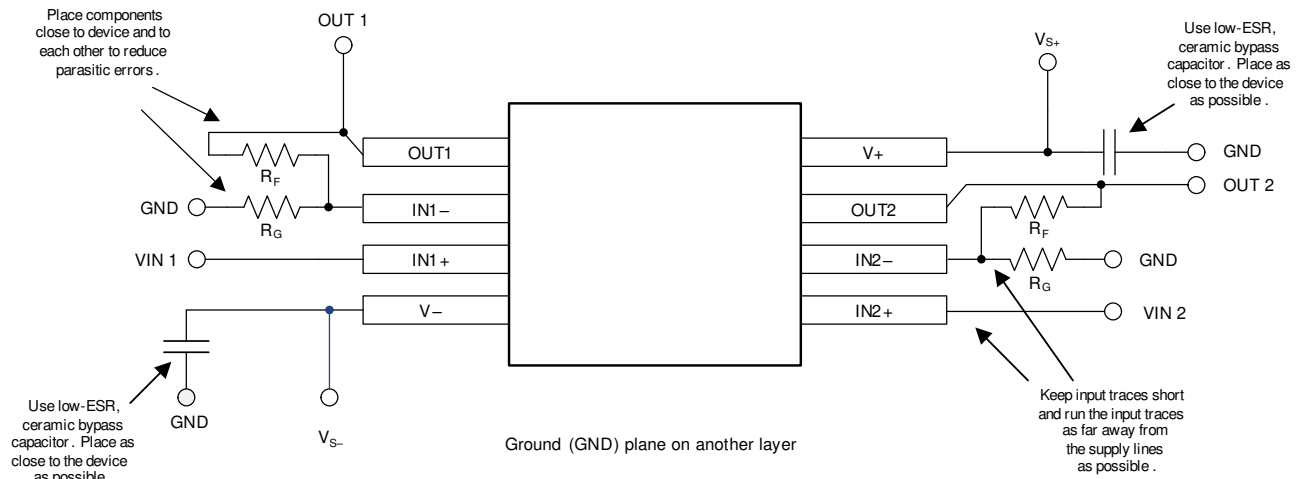 Place components
close to device and to
each other to reduce
parasitic errors .
OUT 1
VS+
Use low-ESR,
ceramic bypass
capacitor . Place as
close to the device
as possible .
OUT1
RF
GND
RG
IN1–
VIN 1
IN1+
V–
V+
GND
OUT 2
OUT2
RF
IN2–
GND
RG
IN2+
VIN 2
Use low-ESR,
ceramic bypass
capacitor . Place as
close to the device
as possible
GND
VS–
Ground (GND) plane on another layer
Keep input traces short
and run the input traces
as far away from
the supply lines
as possible .